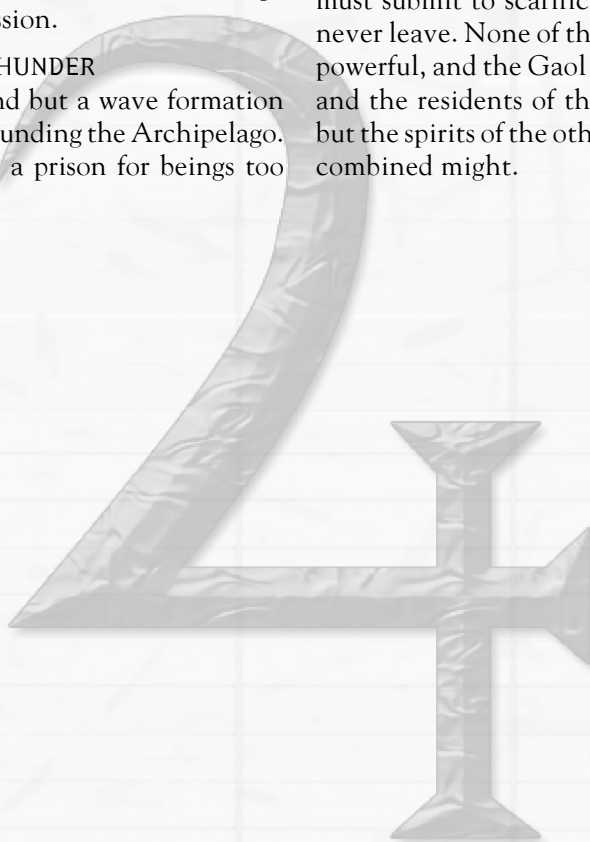 ssion.
HUNDER
nd but a wave formation
unding the Archipelago.
a prison for beings too
must submit to scarific
never leave. None of th
powerful, and the Gaol
and the residents of th
but the spirits of the oth
combined might.